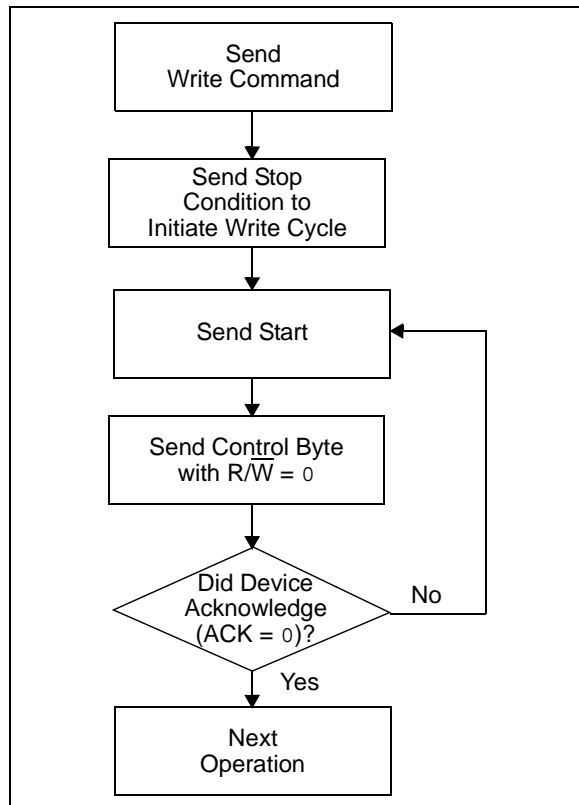 Send
Write Command
Send Stop
Condition to
Initiate Write Cycle
Send Start
Send Control Byte
with R/W̅ = 0
Did Device
Acknowledge
(ACK = 0)?
No
Yes
Next
Operation